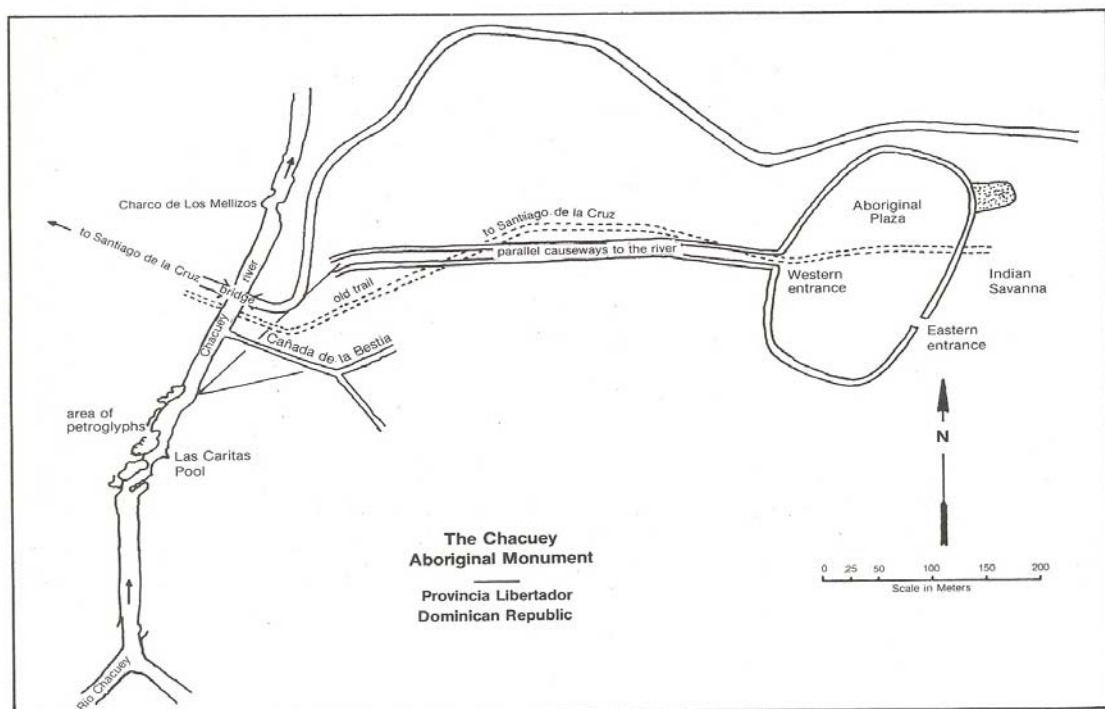 Charco de Los Mellizos
to Santiago de la Cruz
Aboriginal
Plaza
to Santiago de la Cruz
river
parallel causeways to the river
Western
entrance
Indian
Savanna
bridge
old trail
Chacuey
Cañada de la Bestia
Eastern
entrance
area of
petroglyphs
Las Caritas
Pool
N
The Chacuey
Aboriginal Monument
Provincia Libertador
Dominican Republic
0 25 50 100 150 200
Scale in Meters
Rio Chacuey